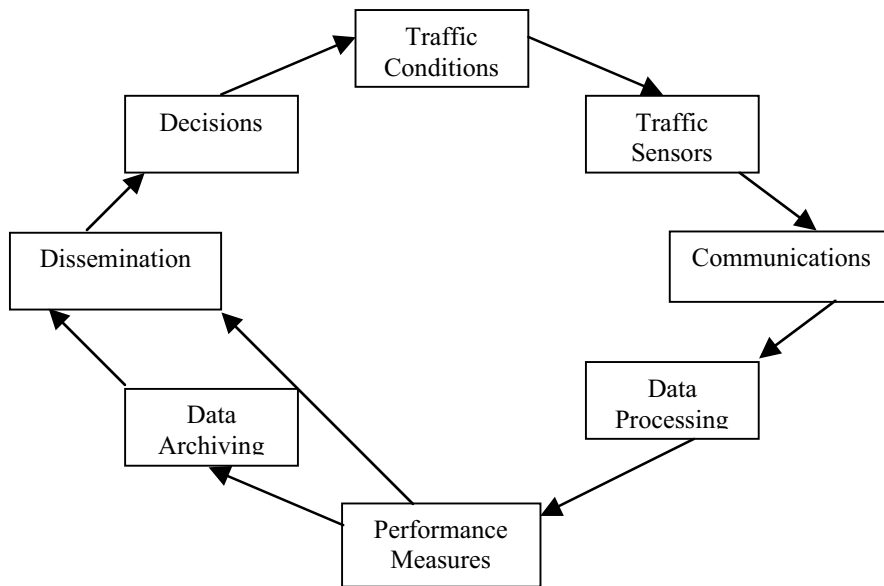 Traffic
Conditions
Decisions
Traffic
Sensors
Dissemination
Communications
Data
Archiving
Data
Processing
Performance
Measures